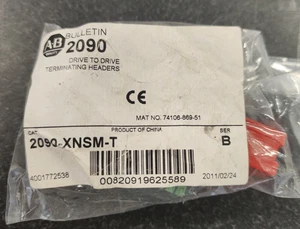 AB
BULLETIN
2090
DRIVE TO DRIVE
TERMINATING HEADERS
CE
MAT NO. 74106-869-51
PRODUCT OF CHINA
CAT.
SER
2090-XNSM-T
B
4001772538
00820919625589
2011/02/24